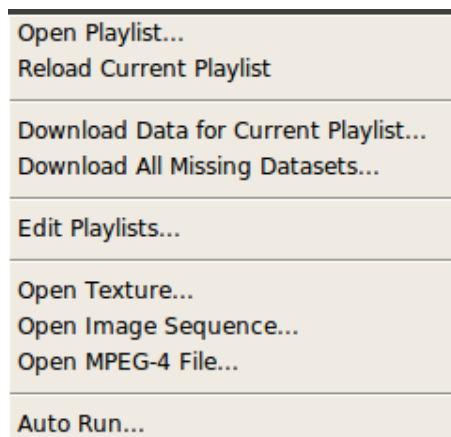 Open Playlist...
Reload Current Playlist
Download Data for Current Playlist...
Download All Missing Datasets...
Edit Playlists...
Open Texture...
Open Image Sequence...
Open MPEG-4 File...
Auto Run...